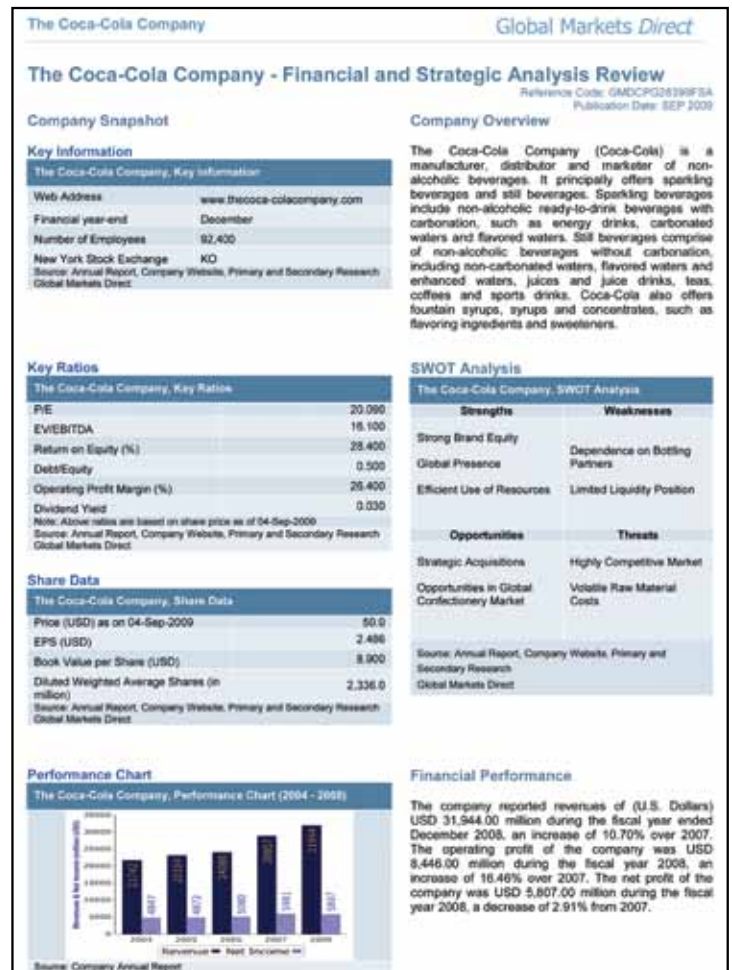 The Coca-Cola Company
Global Markets Direct
The Coca-Cola Company - Financial and Strategic Analysis Review
Reference Code: GMDCPG28399FSA
Publication Date: SEP 2009
Company Snapshot
Key Information
The Coca-Cola Company, Key Information
Web Address www.thecoca-colacompany.com
Financial year-end December
Number of Employees 92,400
New York Stock Exchange KO
Source: Annual Report, Company Website, Primary and Secondary Research
Global Markets Direct
Company Overview
The Coca-Cola Company (Coca-Cola) is a
manufacturer, distributor and marketer of non-
alcoholic beverages. It principally offers sparkling
beverages and still beverages. Sparkling beverages
include non-alcoholic ready-to-drink beverages with
carbonation, such as energy drinks, carbonated
waters and flavored waters. Still beverages comprise
of non-alcoholic beverages without carbonation,
including non-carbonated waters, flavored waters and
enhanced waters, juices and juice drinks, teas,
coffees and sports drinks. Coca-Cola also offers
fountain syrups, syrups and concentrates, such as
flavoring ingredients and sweeteners.
Key Ratios
The Coca-Cola Company, Key Ratios
P/E 20.090
EV/EBITDA 16.100
Return on Equity (%) 28.400
Debt/Equity 0.500
Operating Profit Margin (%) 26.400
Dividend Yield 0.030
Note: Above ratios are based on share price as of 04-Sep-2009
Source: Annual Report, Company Website, Primary and Secondary Research
Global Markets Direct
Share Data
The Coca-Cola Company, Share Data
Price (USD) as on 04-Sep-2009 50.0
EPS (USD) 2.486
Book Value per Share (USD) 8.900
Diluted Weighted Average Shares (in
million) 2,336.0
Source: Annual Report, Company Website, Primary and Secondary Research
Global Markets Direct
SWOT Analysis
The Coca-Cola Company, SWOT Analysis
Strengths Weaknesses
Strong Brand Equity
Global Presence
Efficient Use of Resources
Dependence on Bottling
Partners
Limited Liquidity Position
Opportunities Threats
Strategic Acquisitions
Opportunities in Global
Confectionery Market
Highly Competitive Market
Volatile Raw Material
Costs
Source: Annual Report, Company Website, Primary and
Secondary Research
Global Markets Direct
Performance Chart
The Coca-Cola Company, Performance Chart (2004 - 2008)
Revenue & Net Income (million USD)
4847
4872
5080
5981
5807
31944
2004 2005 2006 2007 2008
Revenue Net Income
Source: Company Annual Report
Financial Performance
The company reported revenues of (U.S. Dollars)
USD 31,944.00 million during the fiscal year ended
December 2008, an increase of 10.70% over 2007.
The operating profit of the company was USD
8,446.00 million during the fiscal year 2008, an
increase of 16.46% over 2007. The net profit of the
company was USD 5,807.00 million during the fiscal
year 2008, a decrease of 2.91% from 2007.